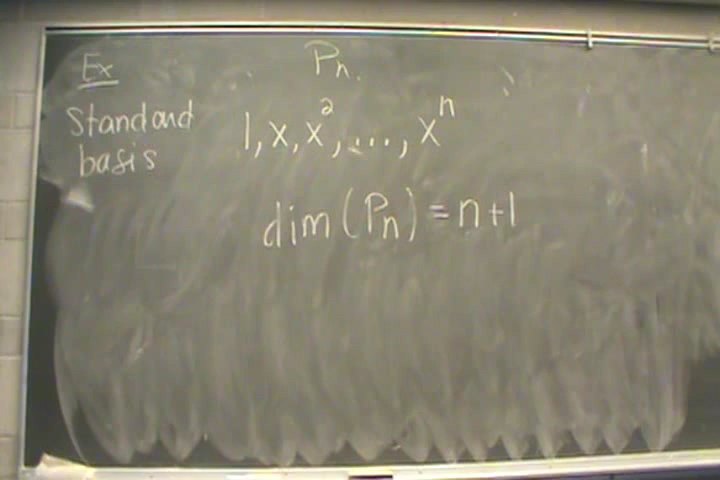 Ex Pₙ.
Standard basis 1, x, x², ..., xⁿ
dim(Pₙ) = n+1